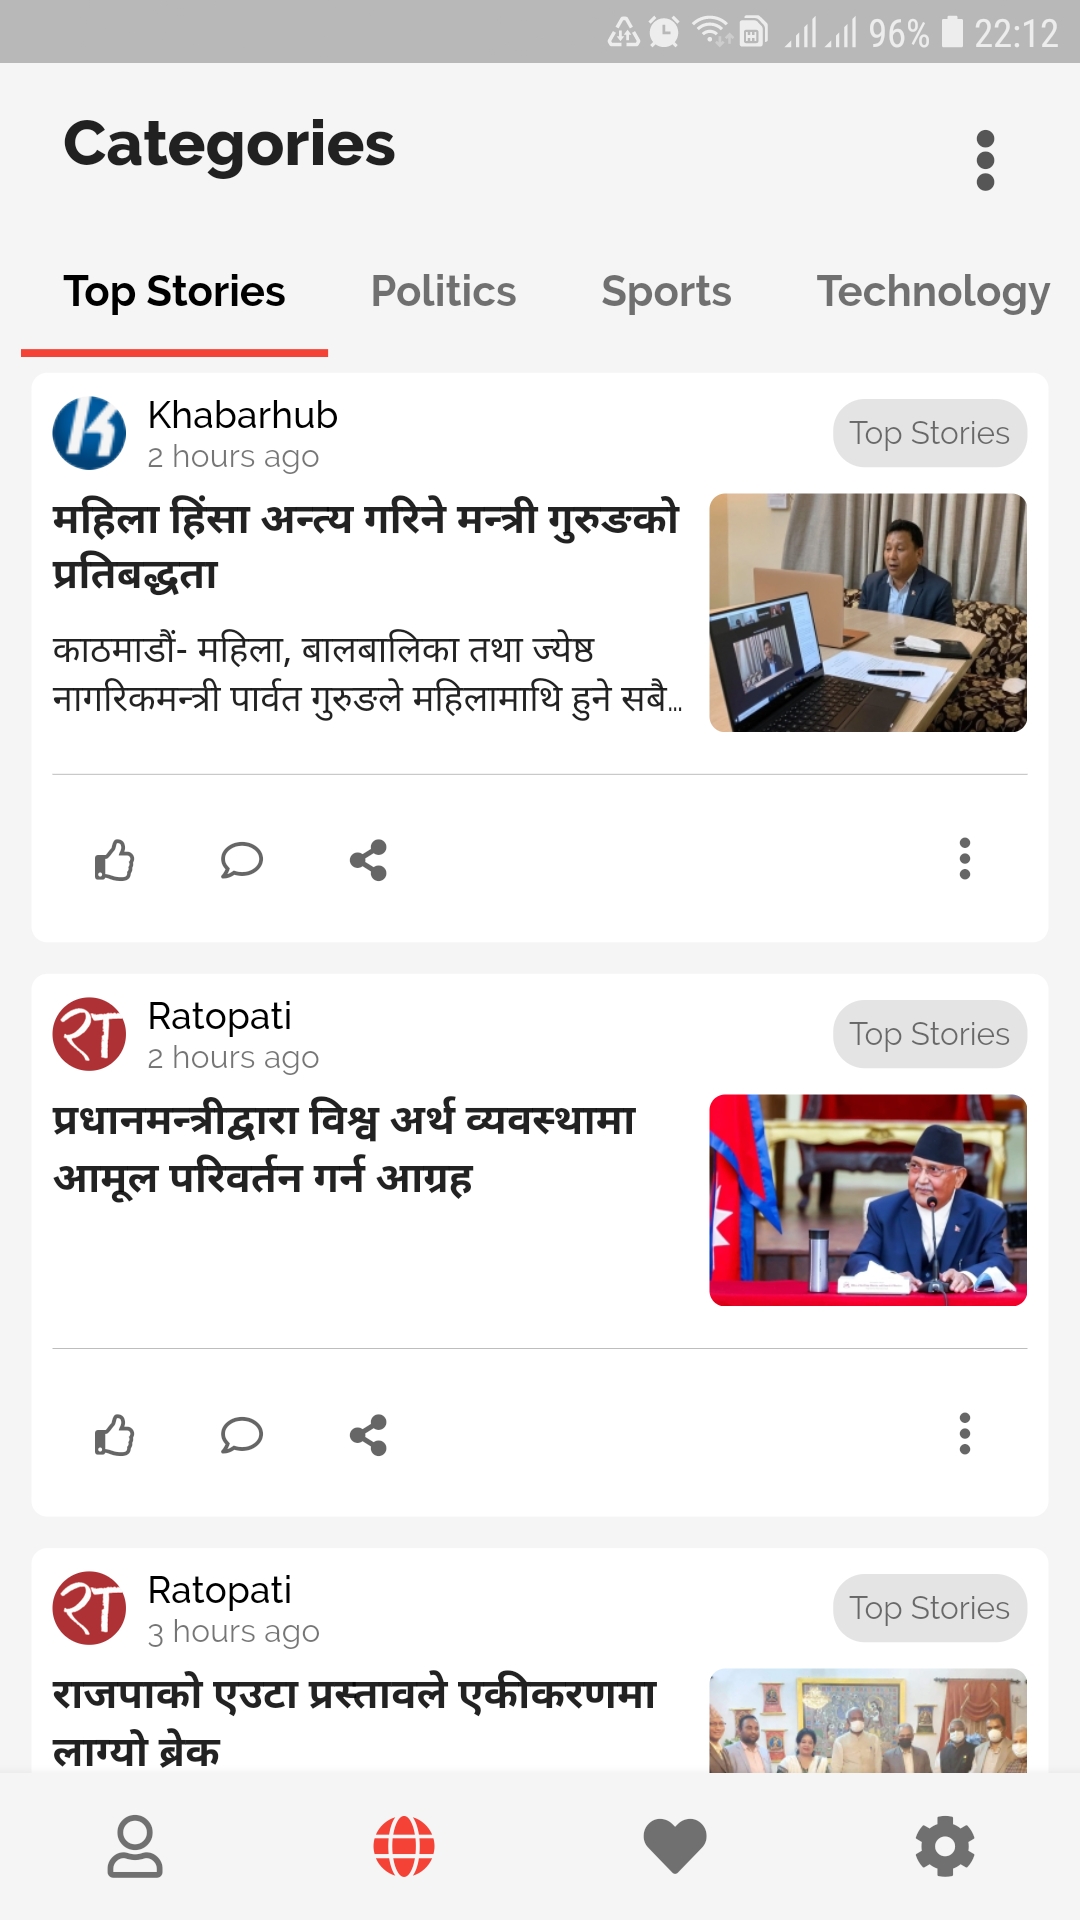 96% 22:12
Categories
Top Stories Politics Sports Technology
Khabarhub
2 hours ago
Top Stories
महिला हिंसा अन्त्य गरिने मन्त्री गुरुङको
प्रतिबद्धता
काठमाडौं- महिला, बालबालिका तथा ज्येष्ठ
नागरिकमन्त्री पार्वत गुरुङले महिलामाथि हुने सबै...
Ratopati
2 hours ago
Top Stories
प्रधानमन्त्रीद्वारा विश्व अर्थ व्यवस्थामा
आमूल परिवर्तन गर्न आग्रह
Ratopati
3 hours ago
Top Stories
राजपाको एउटा प्रस्तावले एकीकरणमा
लाग्यो ब्रेक